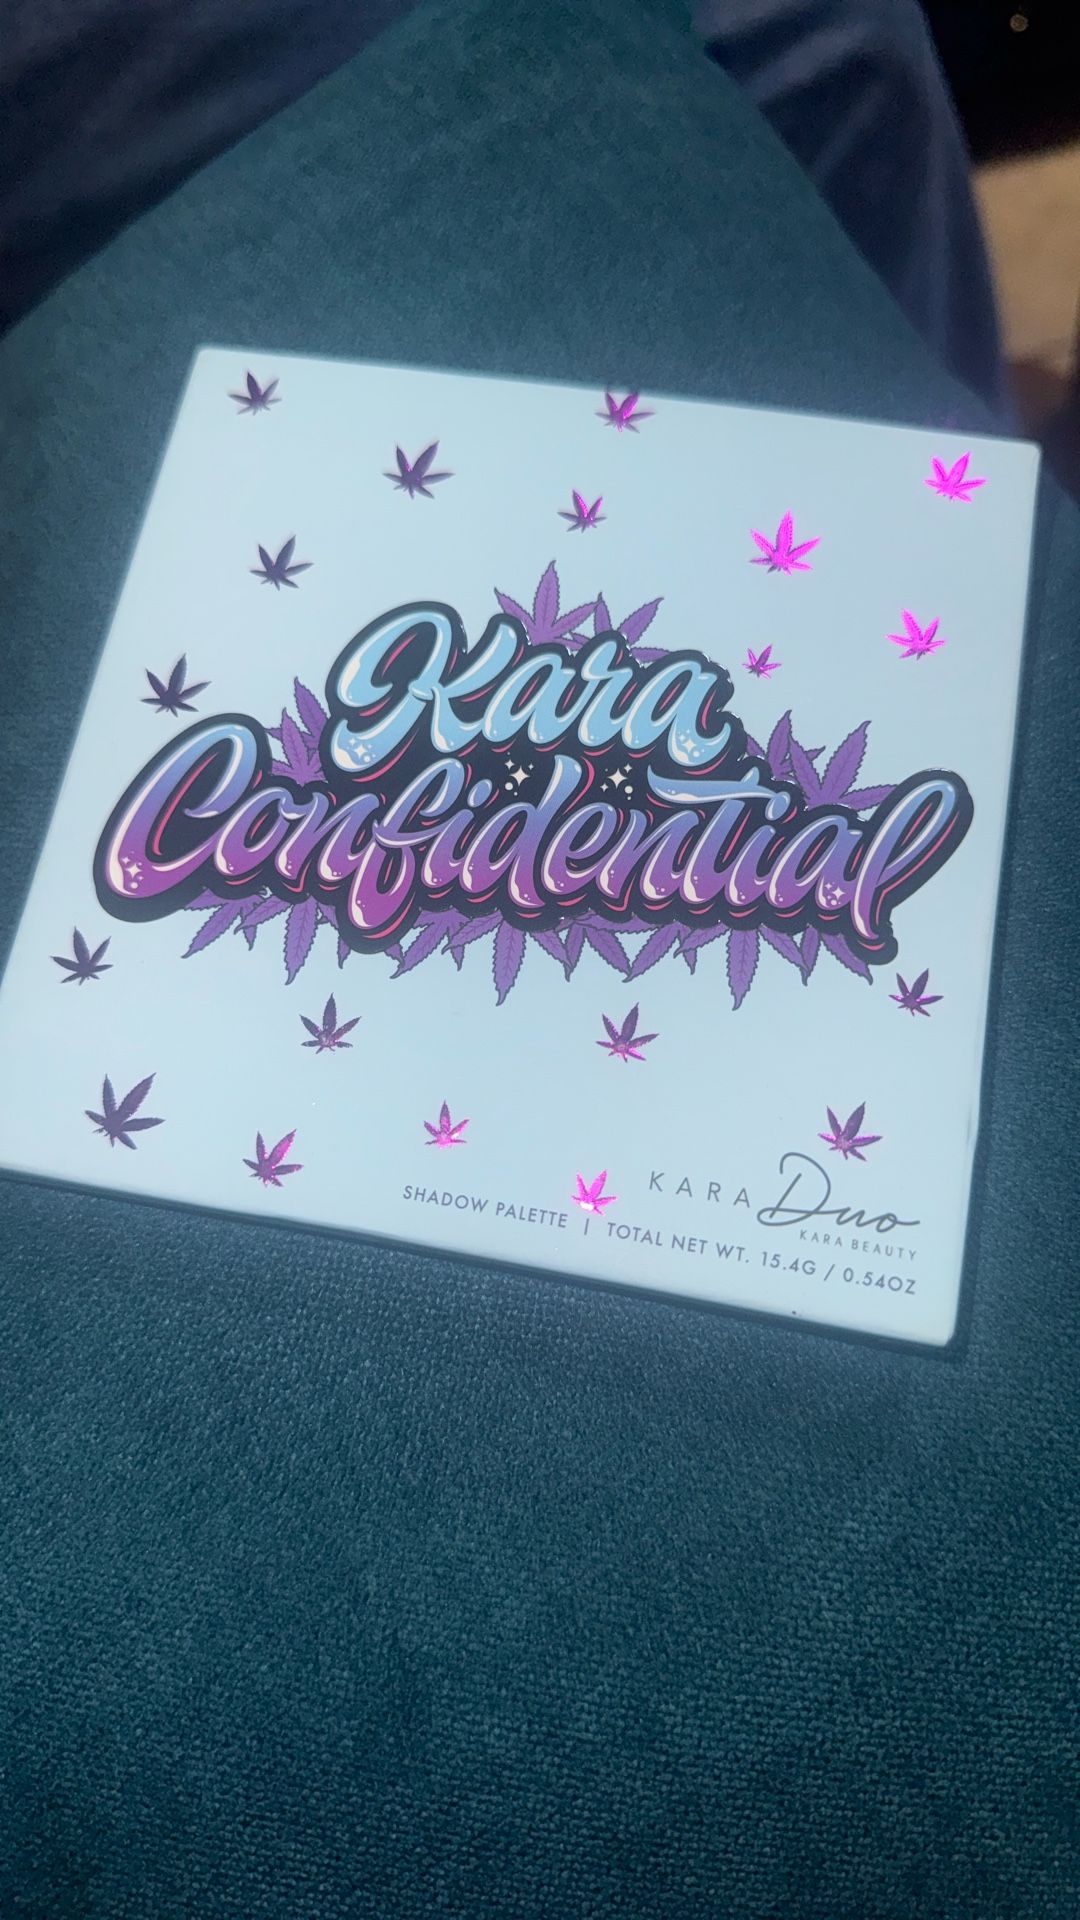 Kara
Confidential
KARA Duo
KARA BEAUTY
SHADOW PALETTE | TOTAL NET WT. 15.4G / 0.54OZ